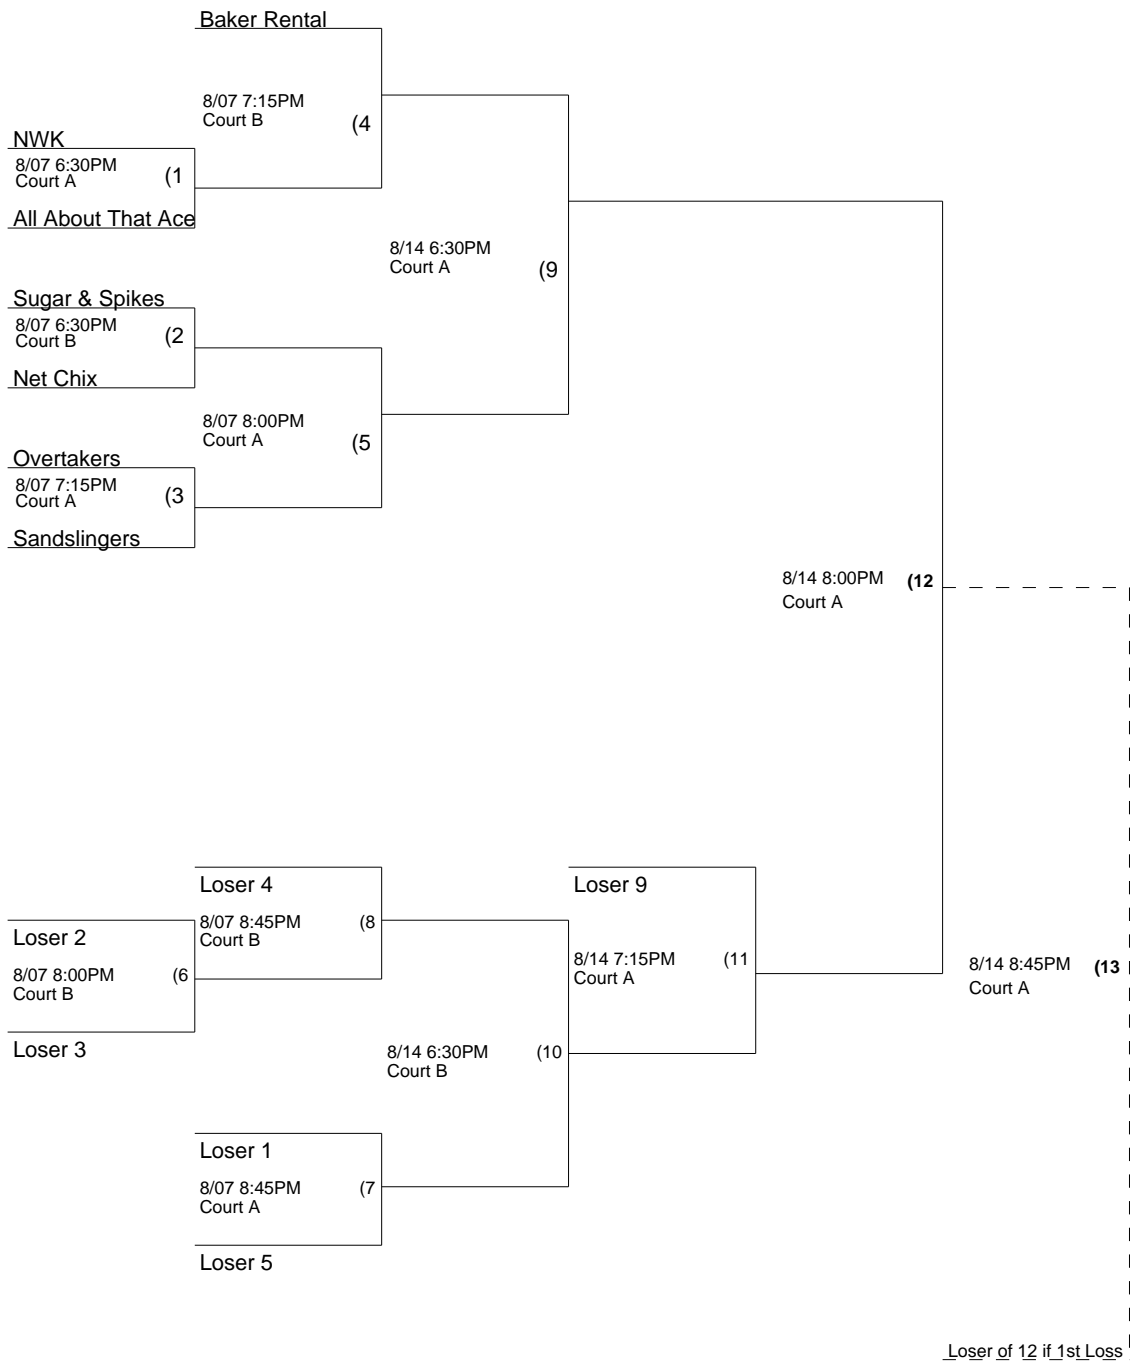 Baker Rental
8/07 7:15PM
Court B
(4
NWK
8/07 6:30PM
Court A
(1
All About That Ace
8/14 6:30PM
Court A
(9
Sugar & Spikes
8/07 6:30PM
Court B
(2
Net Chix
8/07 8:00PM
Court A
(5
Overtakers
8/07 7:15PM
Court A
(3
Sandslingers
8/14 8:00PM
Court A
(12
Loser 4
8/07 8:45PM
Court B
(8
Loser 9
Loser 2
8/07 8:00PM
Court B
(6
Loser 3
8/14 7:15PM
Court A
(11
8/14 8:45PM
Court A
(13
8/14 6:30PM
Court B
(10
Loser 1
8/07 8:45PM
Court A
(7
Loser 5
Loser of 12 if 1st Loss